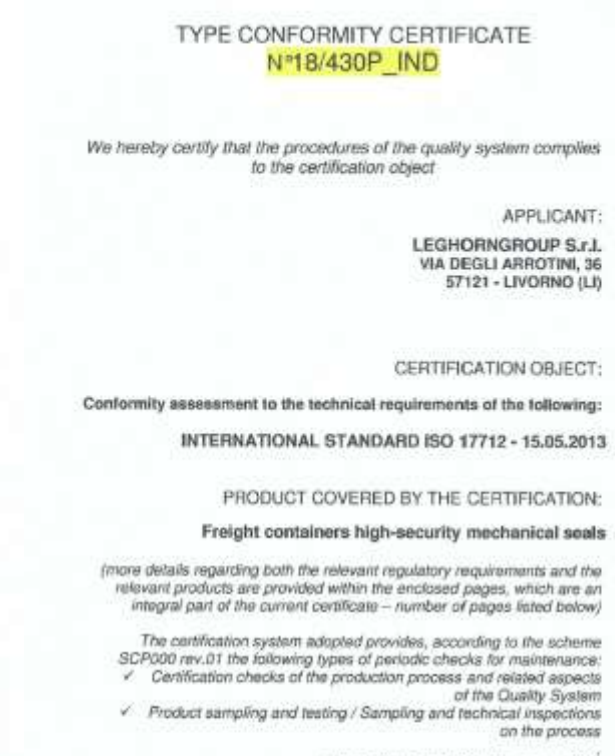 TYPE CONFORMITY CERTIFICATE
N°18/430P_IND
We hereby certify that the procedures of the quality system complies
to the certification object
APPLICANT:
LEGHORNGROUP S.r.l.
VIA DEGLI ARROTINI, 36
57121 - LIVORNO (LI)
CERTIFICATION OBJECT:
Conformity assessment to the technical requirements of the following:
INTERNATIONAL STANDARD ISO 17712 - 15.05.2013
PRODUCT COVERED BY THE CERTIFICATION:
Freight containers high-security mechanical seals
(more details regarding both the relevant regulatory requirements and the
relevant products are provided within the enclosed pages, which are an
integral part of the current certificate – number of pages listed below)
The certification system adopted provides, according to the scheme
SCP000 rev.01 the following types of periodic checks for maintenance:
✓ Certification checks of the production process and related aspects
of the Quality System
✓ Product sampling and testing / Sampling and technical inspections
on the process